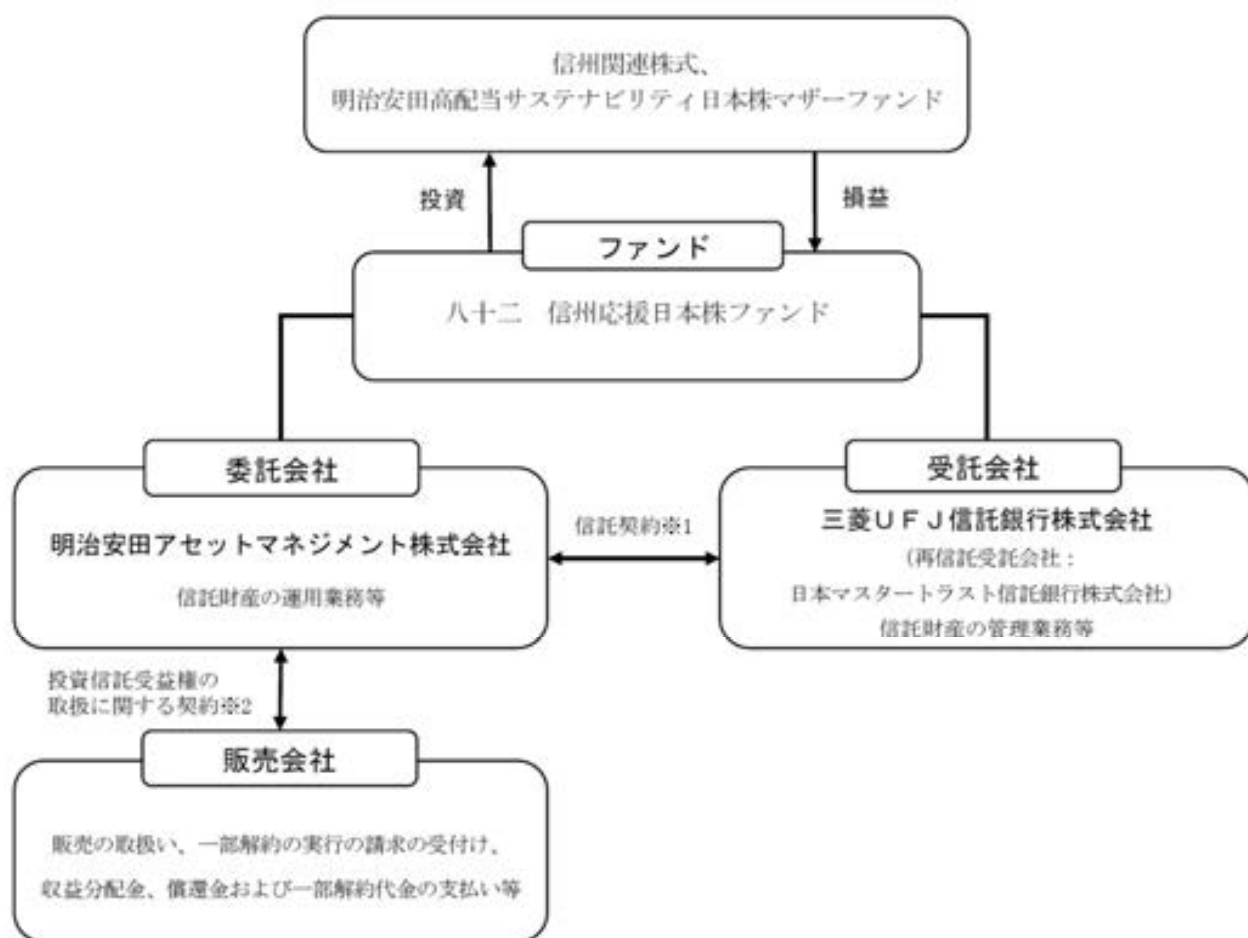 信州関連株式、
明治安田高配当サステナビリティ日本株マザーファンド
投資
損益
ファンド
八十二　信州応援日本株ファンド
委託会社
明治安田アセットマネジメント株式会社
信託財産の運用業務等
信託契約※1
受託会社
三菱ＵＦＪ信託銀行株式会社
（再信託受託会社：
日本マスタートラスト信託銀行株式会社）
信託財産の管理業務等
投資信託受益権の
取扱に関する契約※2
販売会社
販売の取扱い、一部解約の実行の請求の受付け、
収益分配金、償還金および一部解約代金の支払い等